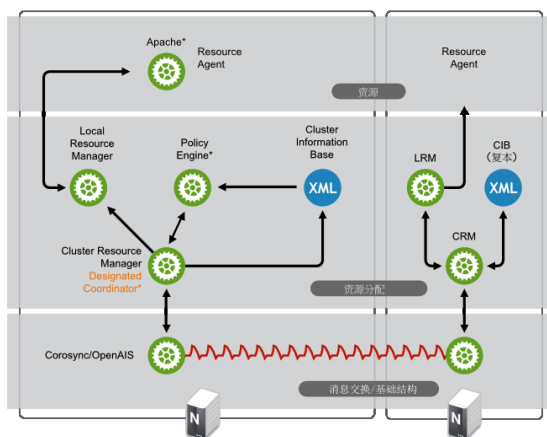 Apache*
Resource
Agent
Resource
Agent
资源
Local
Resource
Manager
Policy
Engine*
Cluster
Information
Base
XML
LRM
CIB
(复本)
XML
Cluster Resource
Manager
Designated
Coordinator*
CRM
资源分配
Corosync/OpenAIS
消息交换/基础结构
N
N